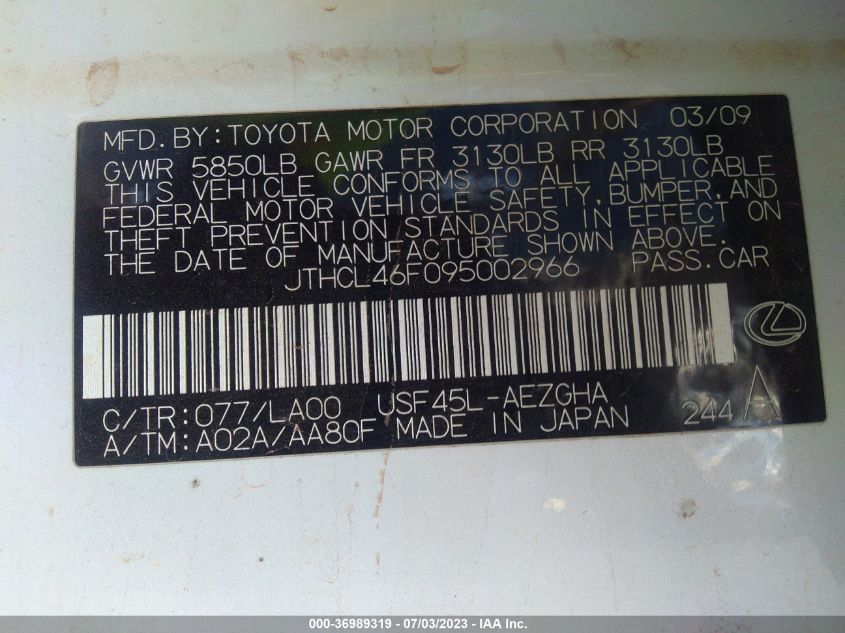 MFD. BY: TOYOTA MOTOR CORPORATION 03/09
GVWR 5850LB GAWR FR 3130LB RR 3130LB
THIS VEHICLE CONFORMS TO ALL APPLICABLE
FEDERAL MOTOR VEHICLE SAFETY, BUMPER, AND
THEFT PREVENTION STANDARDS IN EFFECT ON
THE DATE OF MANUFACTURE SHOWN ABOVE.
JTHCL46F095002966 PASS. CAR
C/TR: 077/LA00 USF45L-AEZGHA
A/TM: A02A/AA80F MADE IN JAPAN 244 A
000-36989319 - 07/03/2023 - IAA Inc.